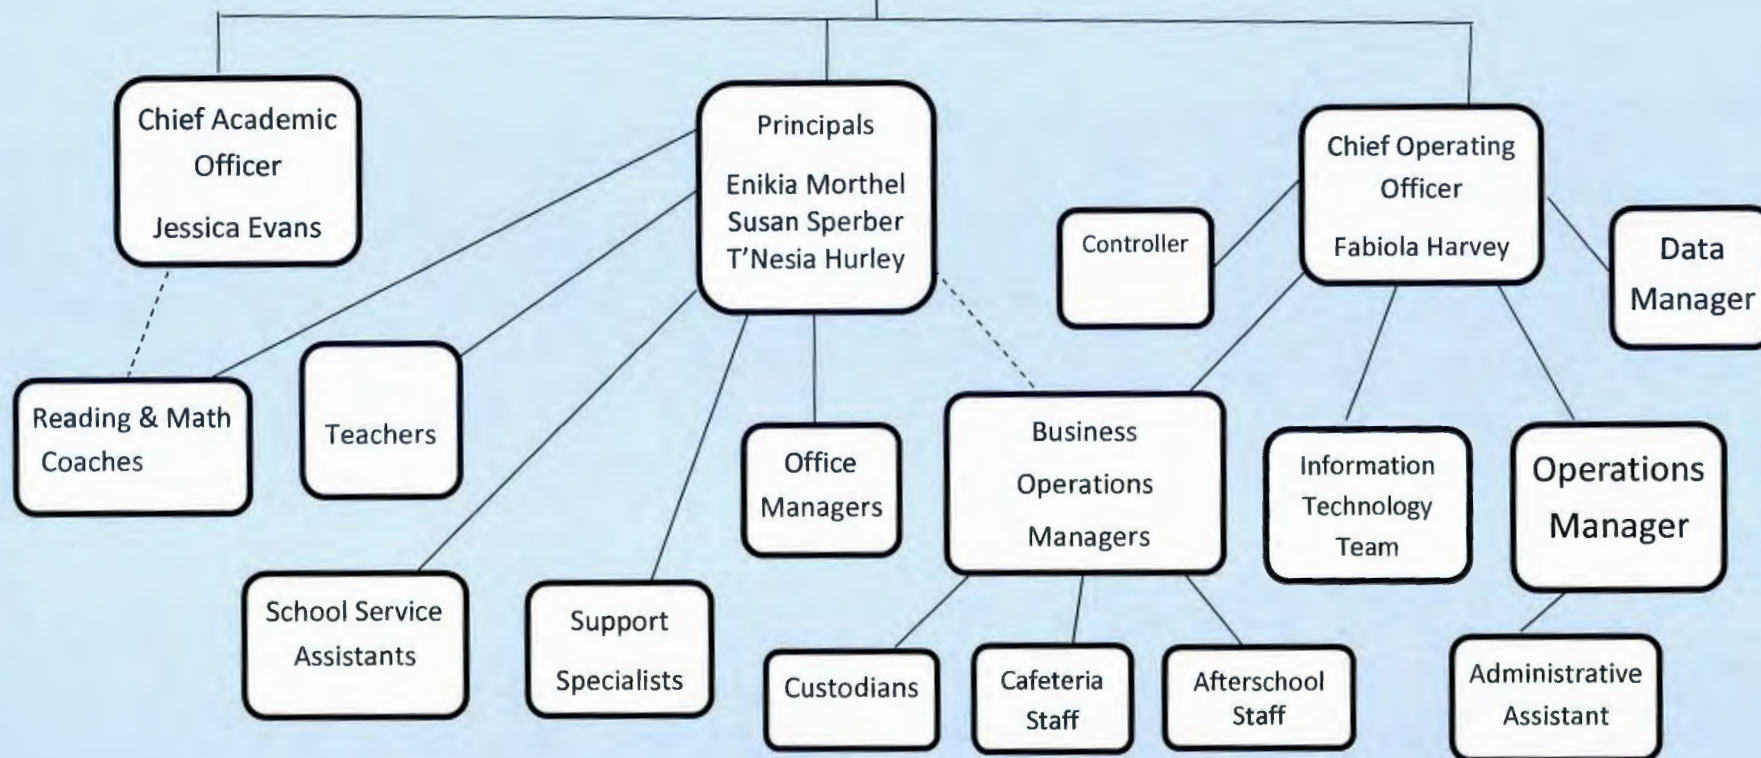 Chief Academic
Officer
Jessica Evans
Principals
Enikia Morthel
Susan Sperber
T'Nesia Hurley
Chief Operating
Officer
Fabiola Harvey
Controller
Data
Manager
Reading & Math
Coaches
Teachers
Office
Managers
Business
Operations
Managers
Information
Technology
Team
Operations
Manager
School Service
Assistants
Support
Specialists
Custodians
Cafeteria
Staff
Afterschool
Staff
Administrative
Assistant